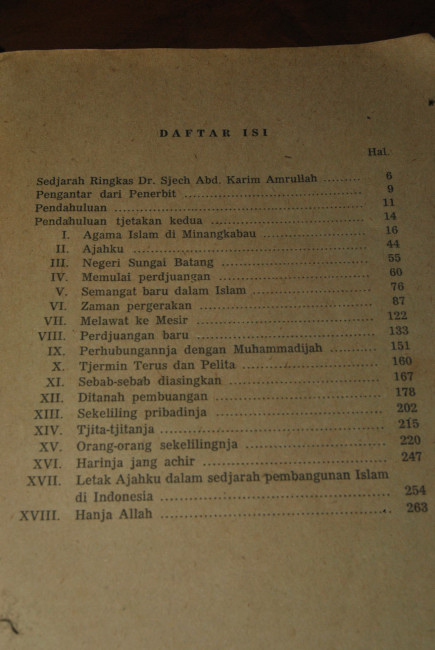 DAFTAR ISI
Hal.
Sedjarah Ringkas Dr. Sjech Abd. Karim Amrullah .......... 6
Pengantar dari Penerbit .......... 9
Pendahuluan .......... 11
Pendahuluan tjetakan kedua .......... 14
I. Agama Islam di Minangkabau .......... 16
II. Ajahku .......... 44
III. Negeri Sungai Batang .......... 55
IV. Memulai perdjuangan .......... 60
V. Semangat baru dalam Islam .......... 76
VI. Zaman pergerakan .......... 87
VII. Melawat ke Mesir .......... 122
VIII. Perdjuangan baru .......... 133
IX. Perhubungannja dengan Muhammadijah .......... 151
X. Tjermin Terus dan Pelita .......... 160
XI. Sebab-sebab diasingkan .......... 167
XII. Ditanah pembuangan .......... 178
XIII. Sekeliling pribadinja .......... 202
XIV. Tjita-tjitanja .......... 215
XV. Orang-orang sekelilingnja .......... 220
XVI. Harinja jang achir .......... 247
XVII. Letak Ajahku dalam sedjarah pembangunan Islam
di Indonesia .......... 254
XVIII. Hanja Allah .......... 263